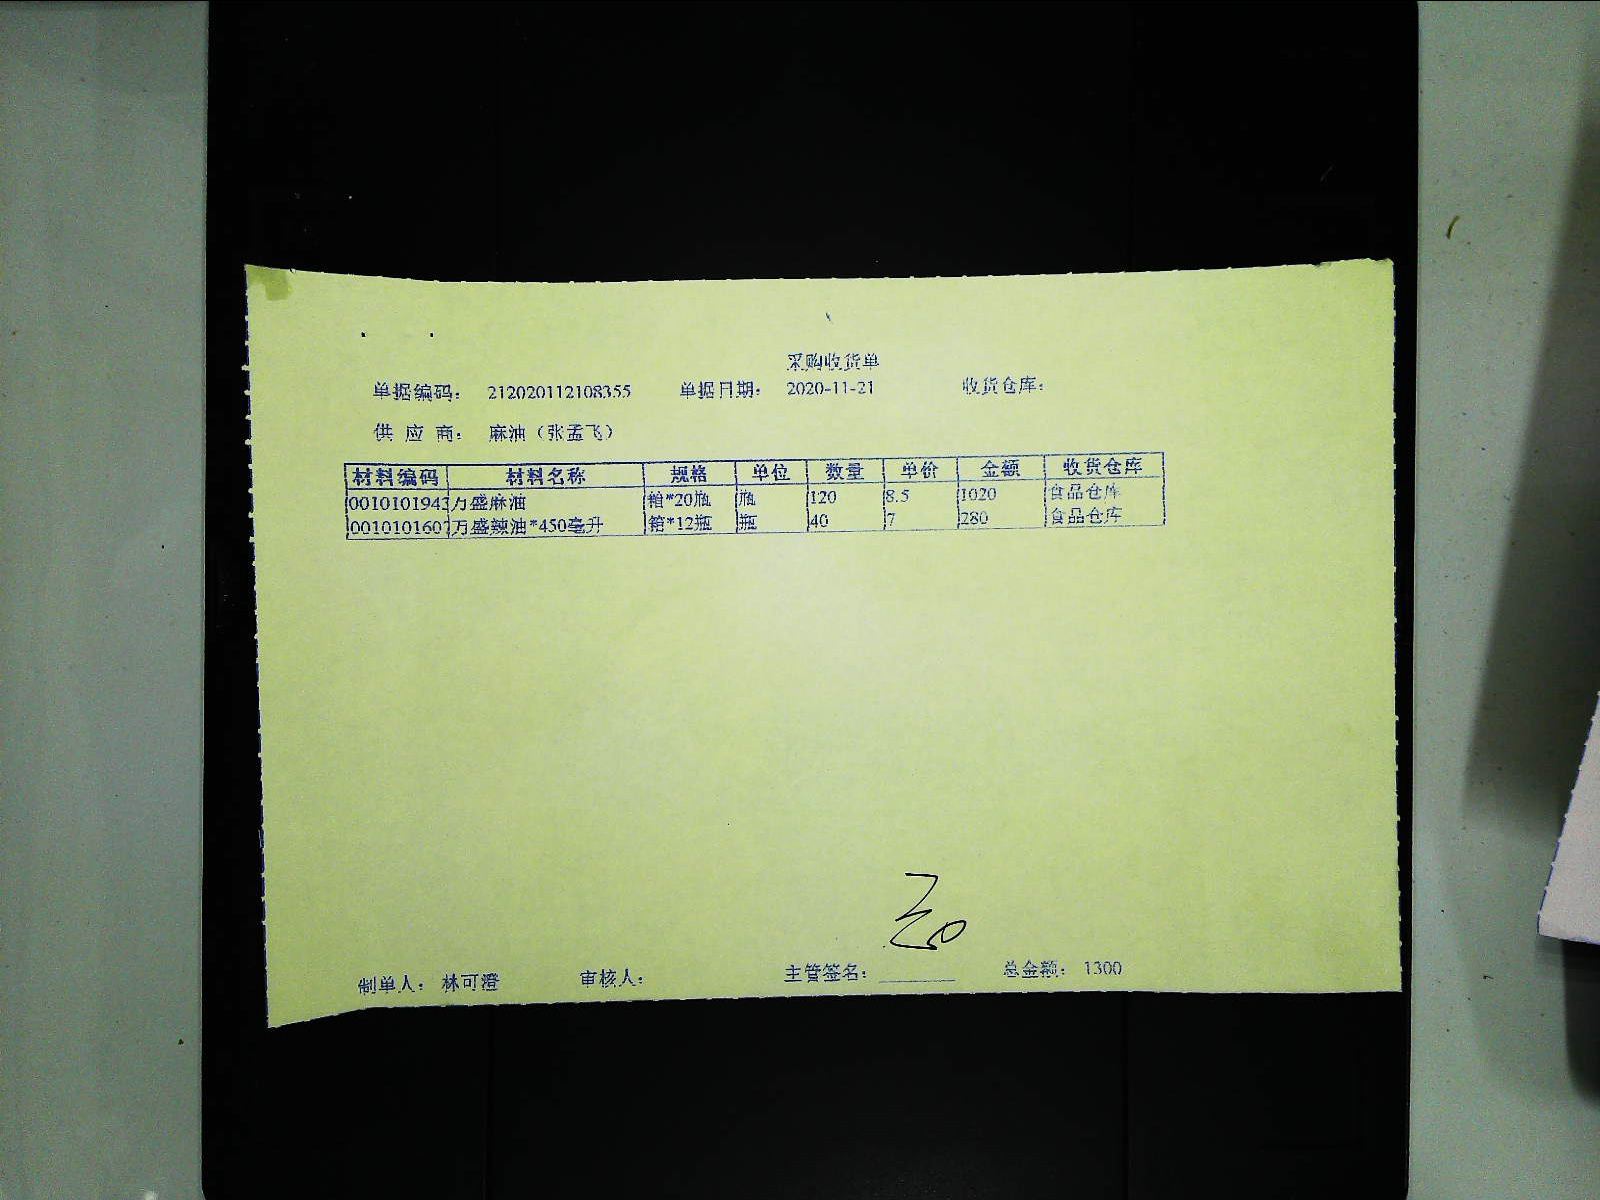 采购收货单
单据编码： 212020112108355 单据日期： 2020-11-21 收货仓库：
供 应 商： 麻油（张孟飞）
材料编码 材料名称 规格 单位 数量 单价 金额 收货仓库
0010101943 万盛麻油 箱*20瓶 瓶 120 8.5 1020 食品仓库
001010160 万盛辣油*450毫升 箱*12瓶 瓶 40 7 280 食品仓库
制单人： 林可澄 审核人： 主管签名： 总金额： 1300